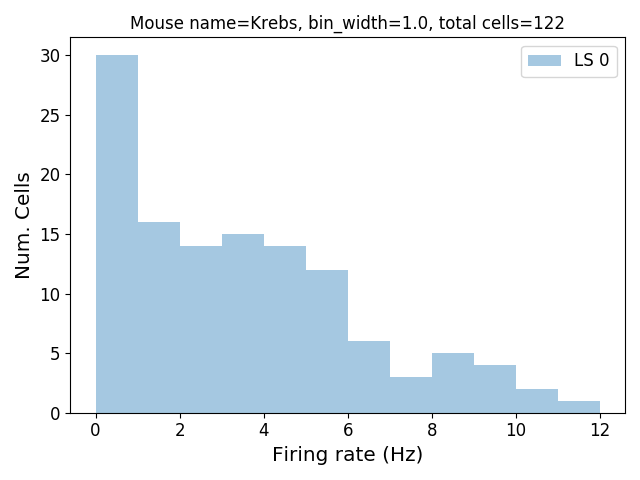 Mouse name=Krebs, bin_width=1.0, total cells=122
LS 0
30
25
20
15
10
5
0
Num. Cells
0 2 4 6 8 10 12
Firing rate (Hz)